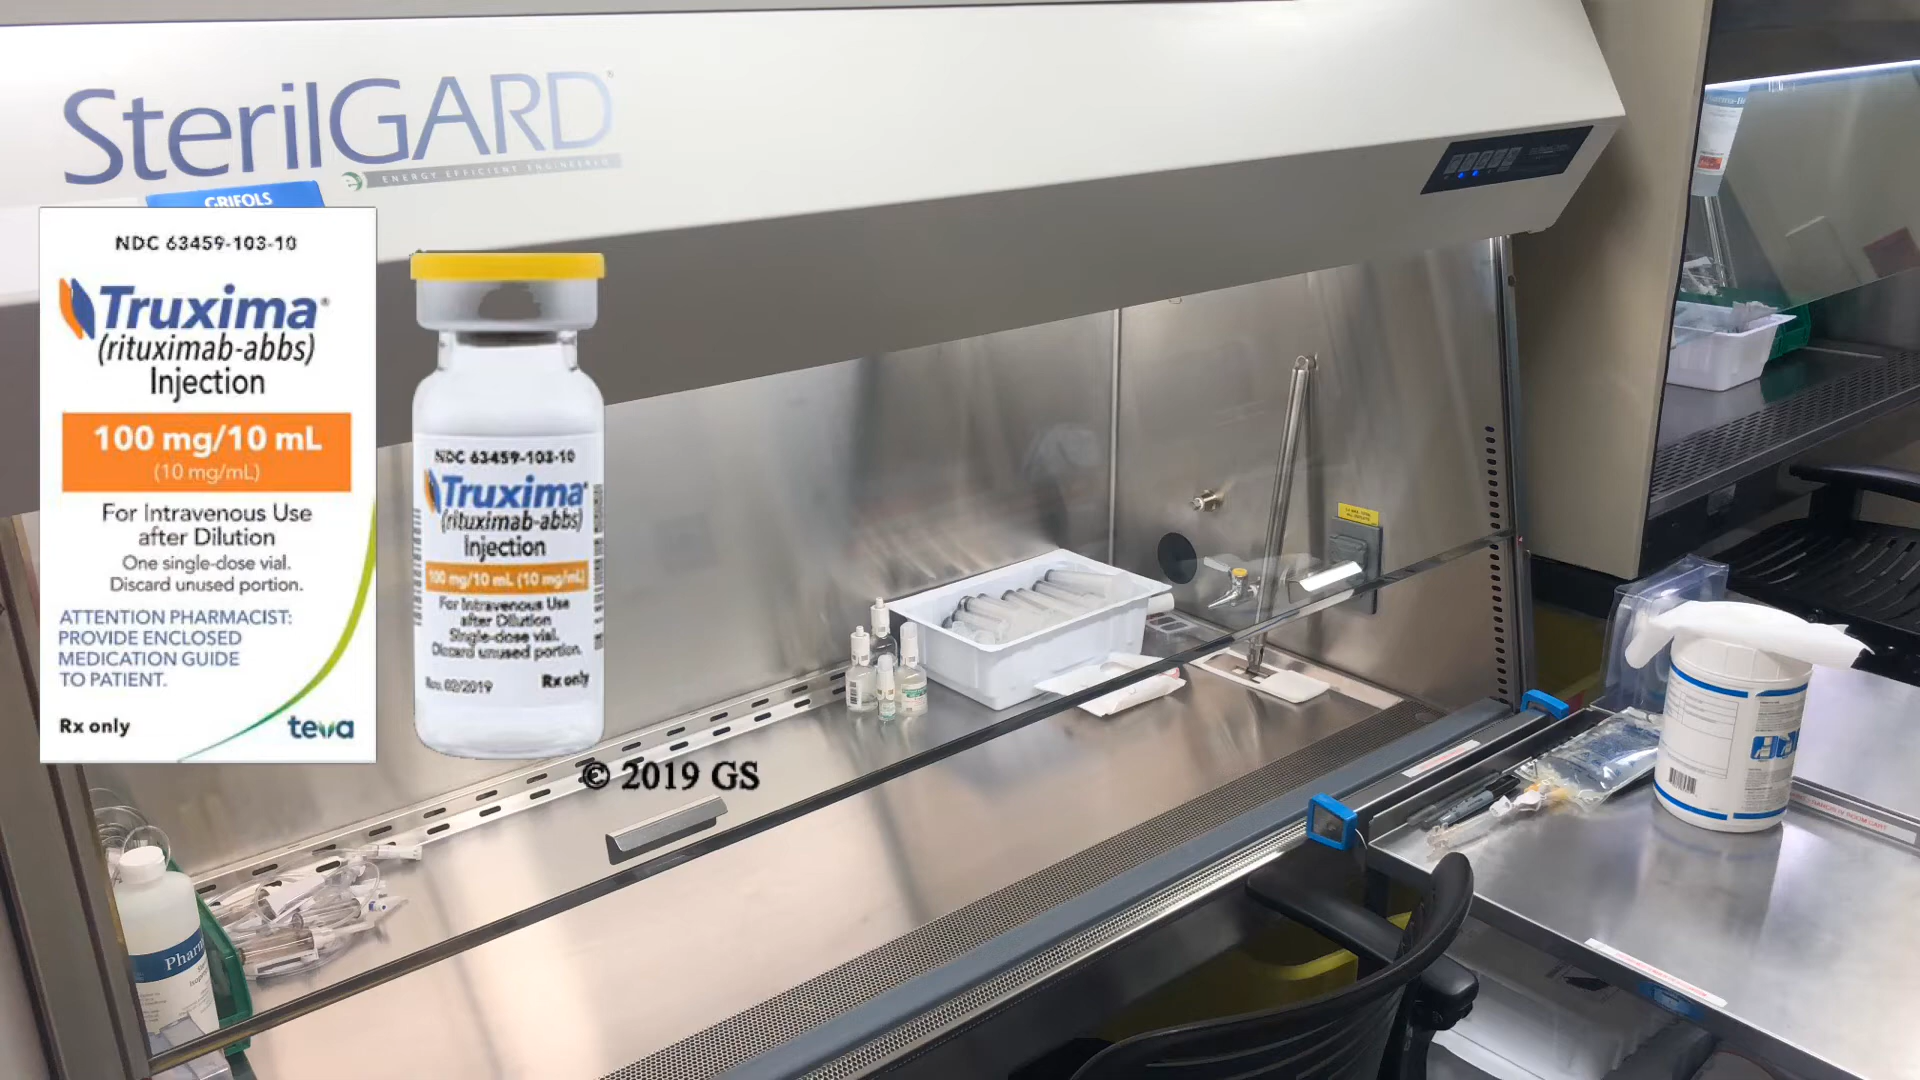 SterilGARD®
ENERGY EFFICIENT ENGINEERED
GRIFOLS
NDC 63459-103-10
Truxima®
(rituximab-abbs)
Injection
100 mg/10 mL
(10 mg/mL)
For Intravenous Use
after Dilution
One single-dose vial.
Discard unused portion.
ATTENTION PHARMACIST:
PROVIDE ENCLOSED
MEDICATION GUIDE
TO PATIENT.
Rx only
teva
NDC 63459-103-10
Truxima®
(rituximab-abbs)
Injection
100 mg/10 mL (10 mg/mL)
For Intravenous Use
after Dilution
Single-dose vial.
Discard unused portion.
Rev. 02/2019
Rx only
© 2019 GS
Phar